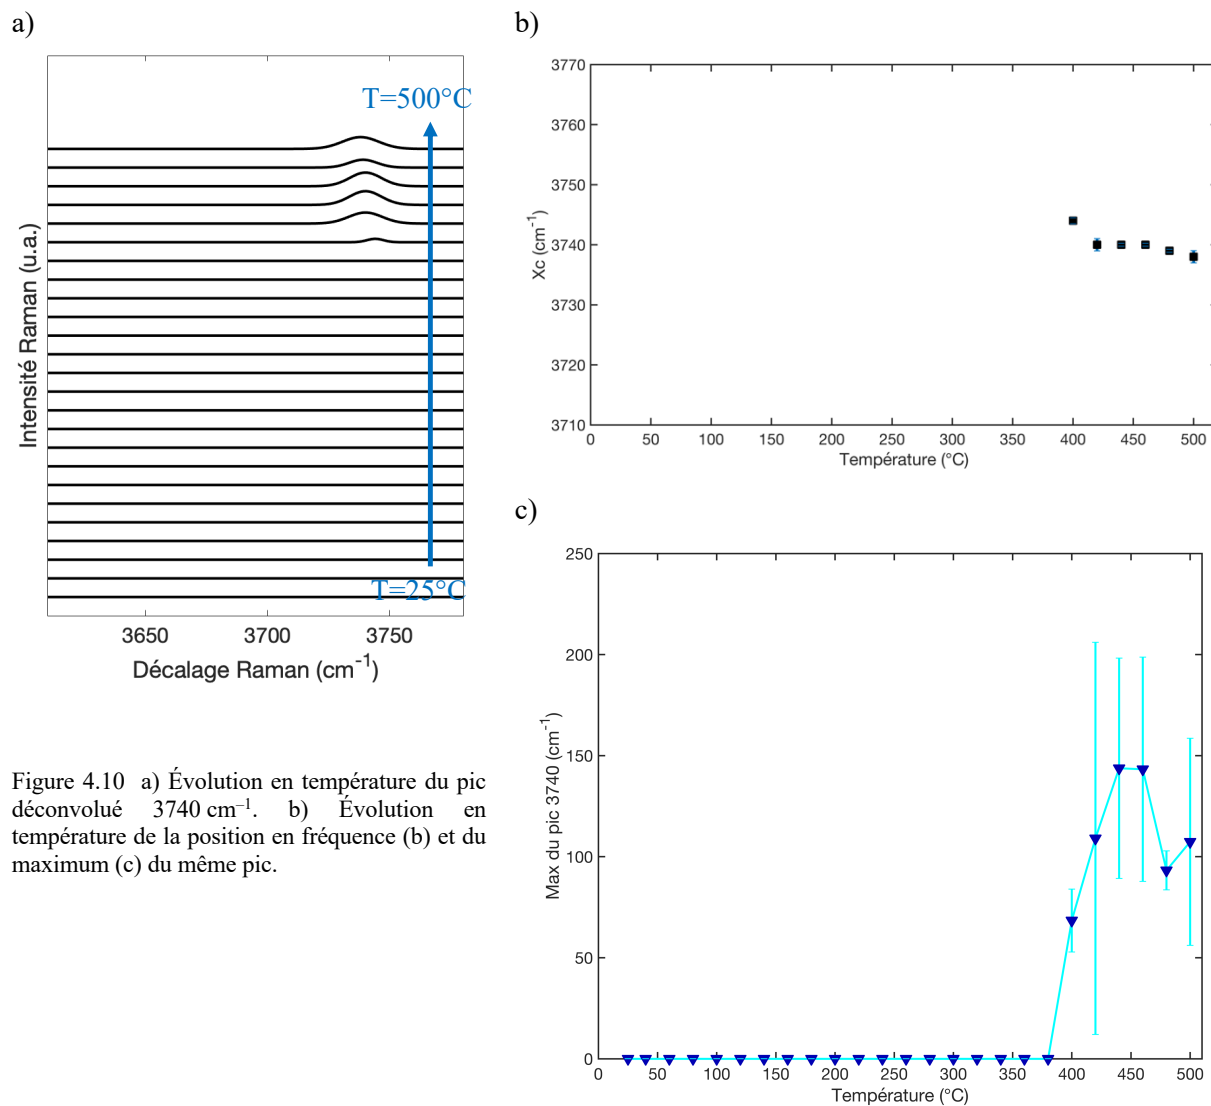 a)
T=500°C
Intensité Raman (u.a.)
T=25°C
3650 3700 3750
Décalage Raman (cm⁻¹)
Figure 4.10 a) Évolution en température du pic
déconvolué 3740 cm⁻¹. b) Évolution en
température de la position en fréquence (b) et du
maximum (c) du même pic.
b)
3770
3760
3750
3740
3730
3720
3710
Xc (cm⁻¹)
0 50 100 150 200 250 300 350 400 450 500
Température (°C)
c)
250
200
150
100
50
0
Max du pic 3740 (cm⁻¹)
0 50 100 150 200 250 300 350 400 450 500
Température (°C)